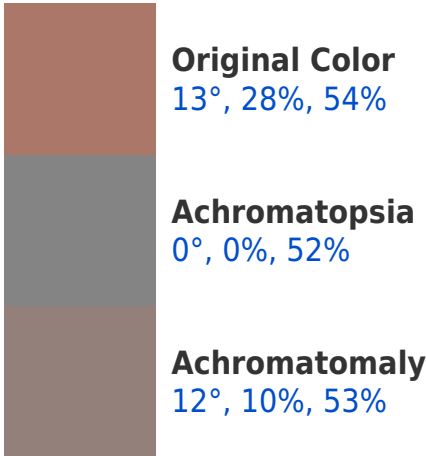 Original Color
13°, 28%, 54%
Achromatopsia
0°, 0%, 52%
Achromatomaly
12°, 10%, 53%